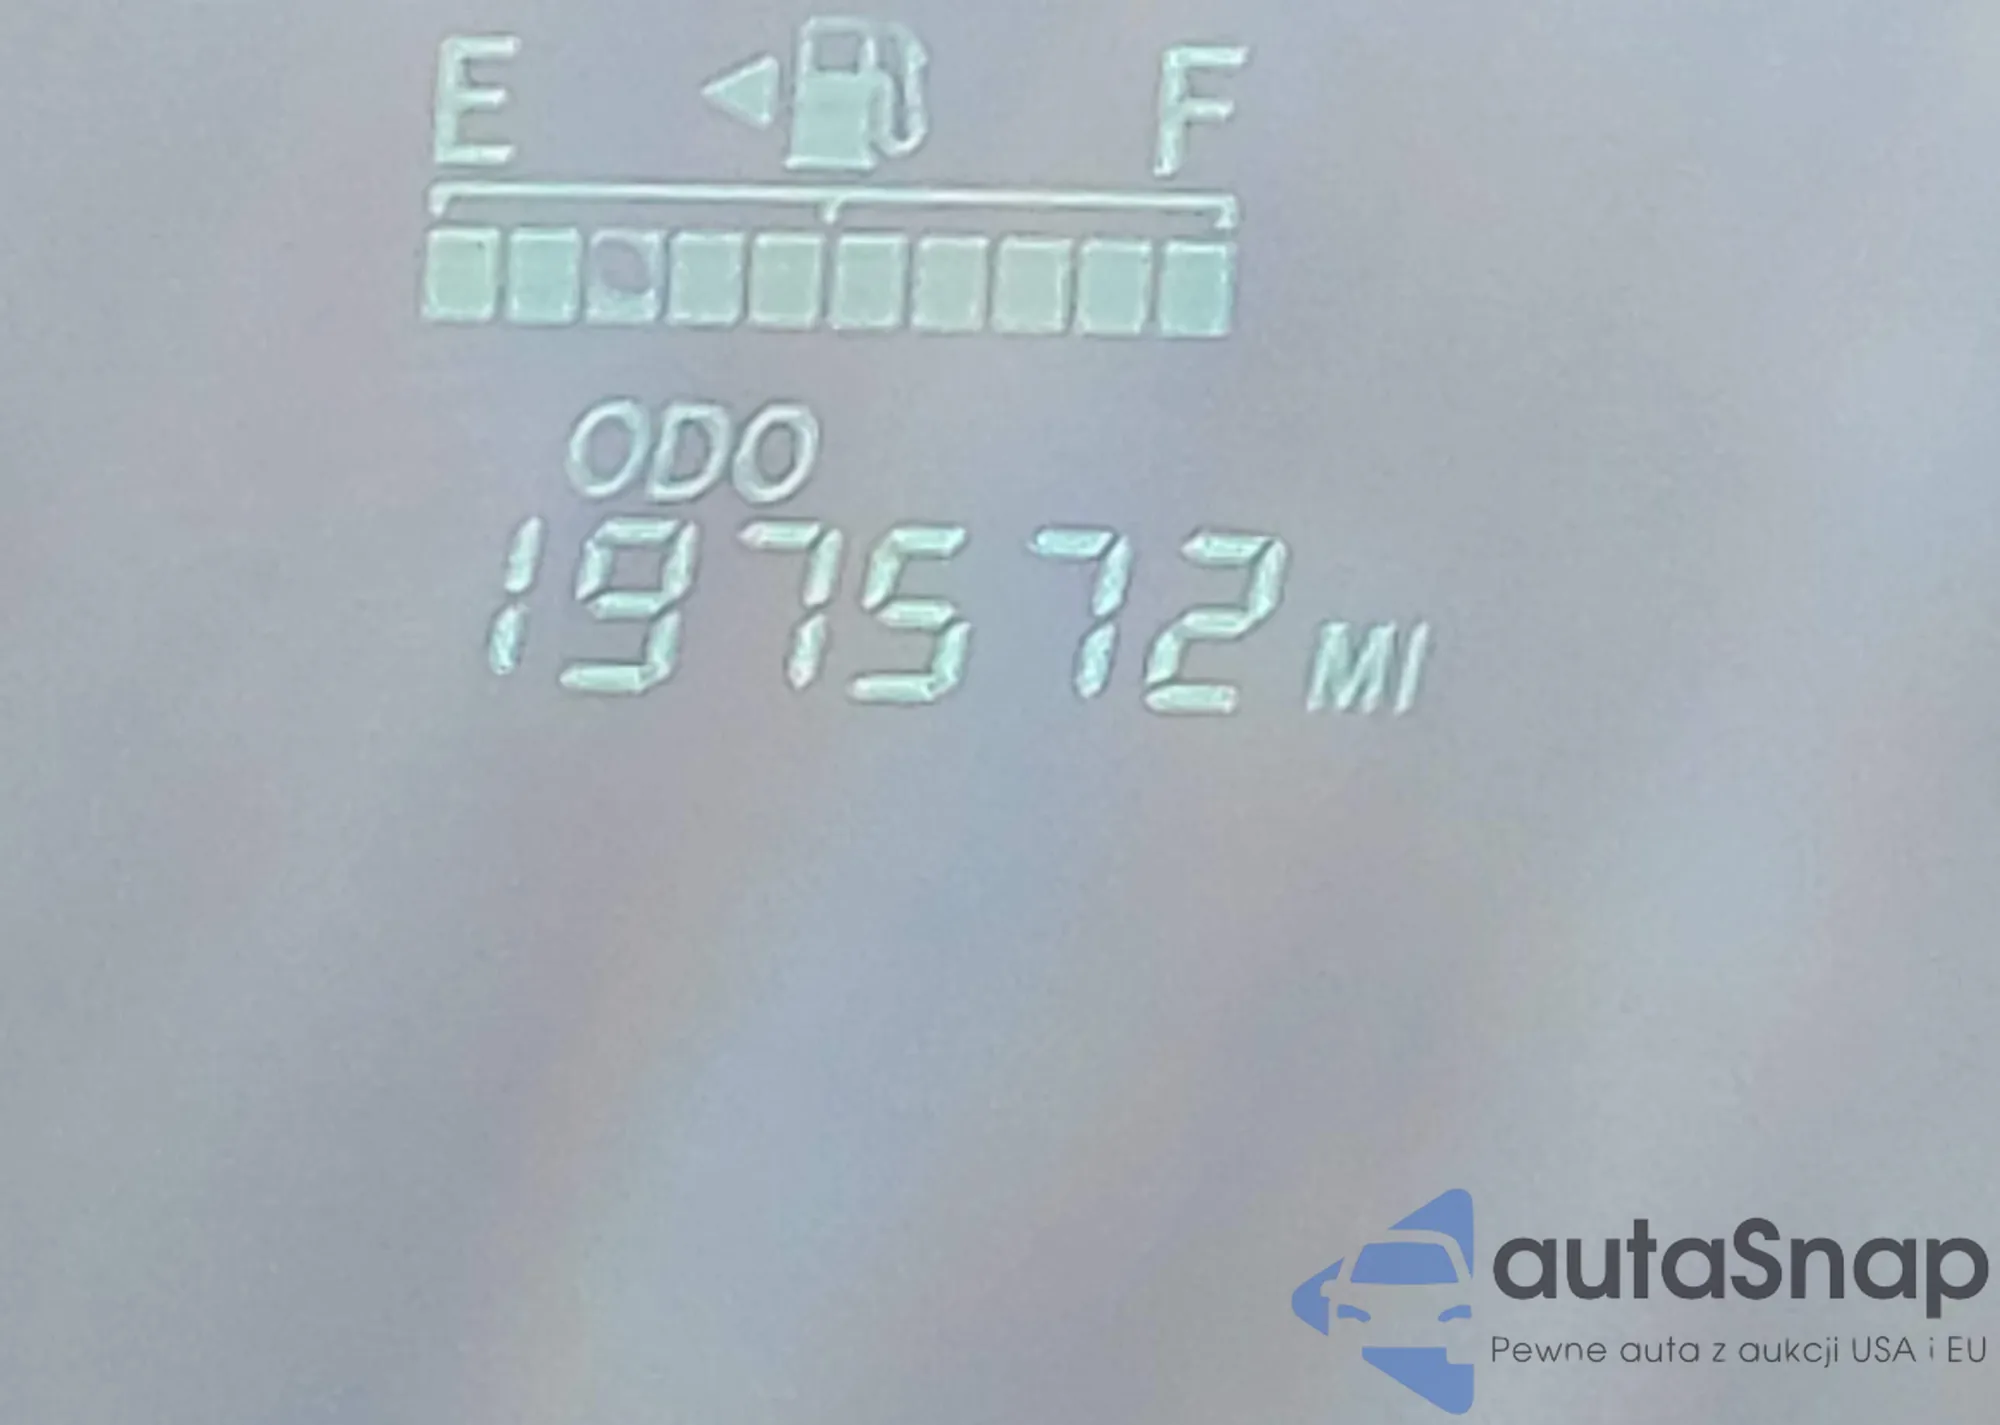 E F
ODO
197572 MI
autaSnap
Pewne auta z aukcji USA i EU